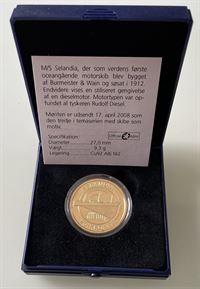 M/S Selandia, der som verdens første
oceangående motorskib blev bygget
af Burmeister & Wain og søsat i 1912.
Endvidere vises en stiliseret gengivelse
af en dieselmotor. Motortypen var op-
fundet af tyskeren Rudolf Diesel.
Mønten er udsendt 17. april 2008 som
den tredje i temaserien med skibe som
motiv.
Specifikation:
Diameter 27,0 mm
Vægt 9,3 g
Legering